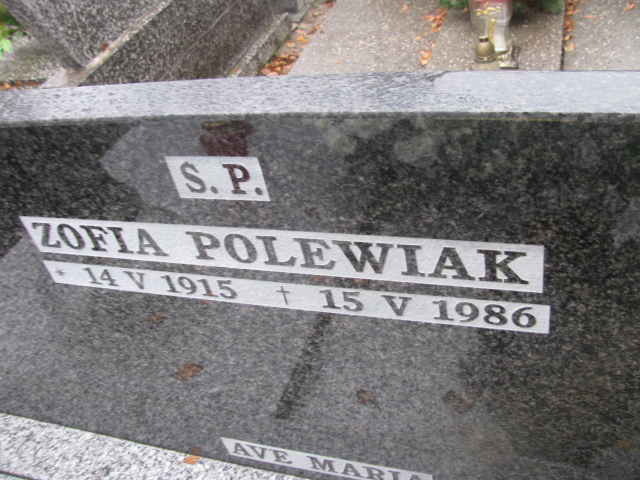 Ś.P.
ZOFIA POLEWIAK
* 14 V 1915 † 15 V 1986
AVE MARIA